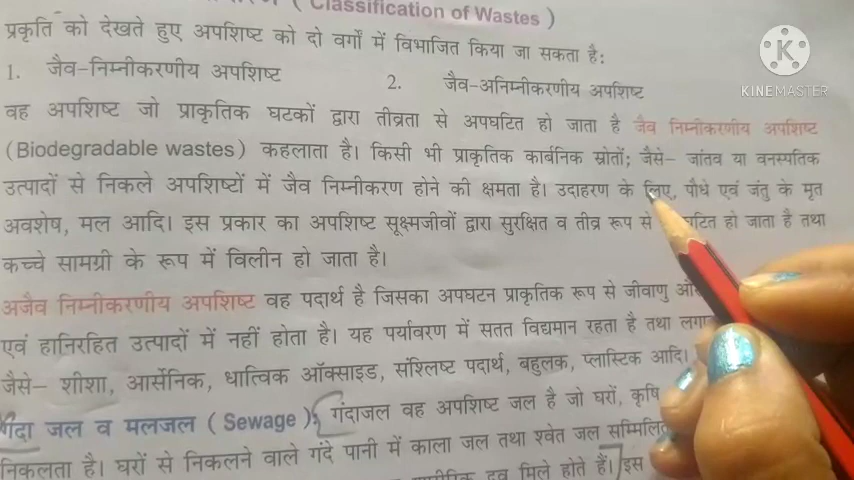 ( Classification of Wastes )
प्रकृति को देखते हुए अपशिष्ट को दो वर्गों में विभाजित किया जा सकता है:
1. जैव-निम्नीकरणीय अपशिष्ट 2. जैव-अनिम्नीकरणीय अपशिष्ट
वह अपशिष्ट जो प्राकृतिक घटकों द्वारा तीव्रता से अपघटित हो जाता है जैव निम्नीकरणीय अपशिष्ट
(Biodegradable wastes) कहलाता है। किसी भी प्राकृतिक कार्बनिक स्रोतों; जैसे– जांतव या वनस्पतिक
उत्पादों से निकले अपशिष्टों में जैव निम्नीकरण होने की क्षमता है। उदाहरण के लिए, पौधे एवं जंतु के मृत
अवशेष, मल आदि। इस प्रकार का अपशिष्ट सूक्ष्मजीवों द्वारा सुरक्षित व तीव्र रूप से हो जाता है तथा
कच्चे सामग्री के रूप में विलीन हो जाता है।
अजैव निम्नीकरणीय अपशिष्ट वह पदार्थ है जिसका अपघटन प्राकृतिक रूप से जीवाणु
एवं हानिरहित उत्पादों में नहीं होता है। यह पर्यावरण में सतत विद्यमान रहता है तथा
जैसे– शीशा, आर्सेनिक, धात्विक ऑक्साइड, संश्लिष्ट पदार्थ, बहुलक, प्लास्टिक आदि।
गंदा जल व मलजल ( Sewage ): गंदाजल वह अपशिष्ट जल है जो घरों, कृषि
निकलता है। घरों से निकलने वाले गंदे पानी में काला जल तथा श्वेत जल
द्रव मिले होते हैं। इस
KINEMASTER